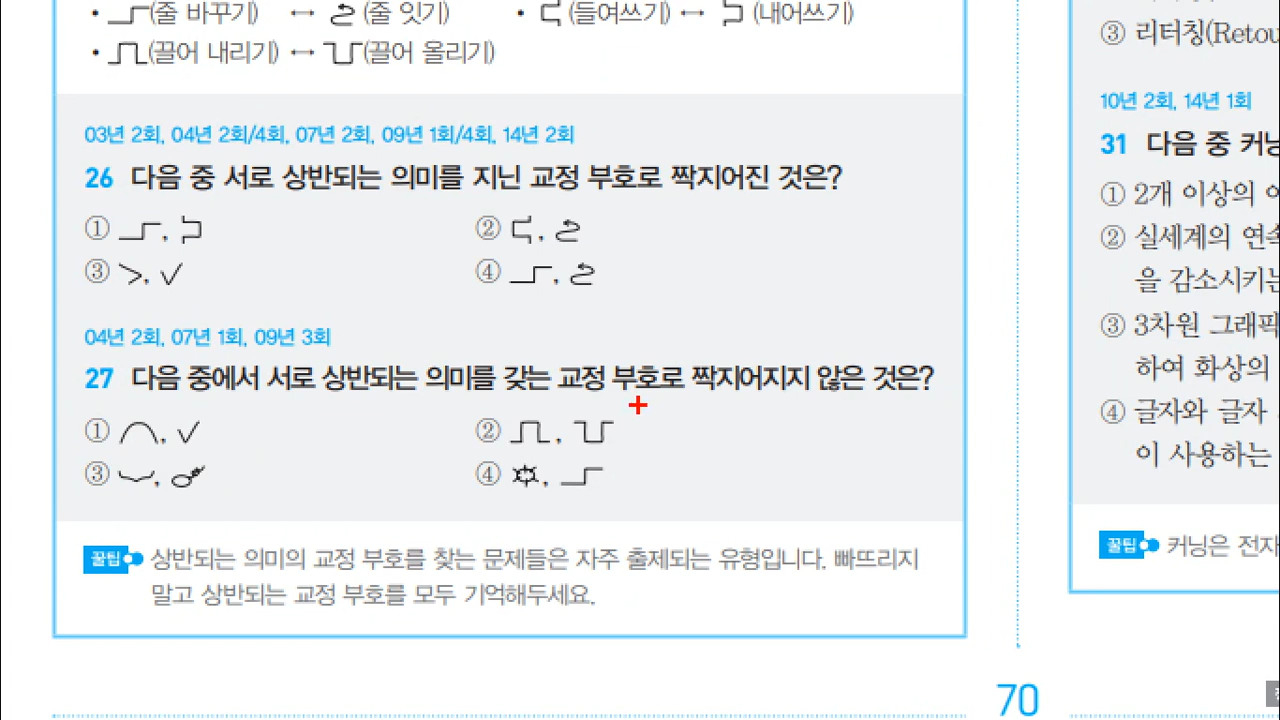 • (줄 바꾸기) ↔ (줄 잇기) • (들여쓰기) ↔ (내어쓰기)
• (끌어 내리기) ↔ (끌어 올리기)
03년 2회, 04년 2회/4회, 07년 2회, 09년 1회/4회, 14년 2회
26 다음 중 서로 상반되는 의미를 지닌 교정 부호로 짝지어진 것은?
① , ② ,
③ >, √ ④ ,
04년 2회, 07년 1회, 09년 3회
27 다음 중에서 서로 상반되는 의미를 갖는 교정 부호로 짝지어지지 않은 것은?
① , √ ② ,
③ , ④ ,
꿀팁 상반되는 의미의 교정 부호를 찾는 문제들은 자주 출제되는 유형입니다. 빠뜨리지
말고 상반되는 교정 부호를 모두 기억해두세요.
③ 리터칭(Retou
10년 2회, 14년 1회
31 다음 중 커닝
① 2개 이상의
② 실세계의 연속
을 감소시키는
③ 3차원 그래픽
하여 화상의
④ 글자와 글자
이 사용하는
꿀팁 커닝은 전자
70